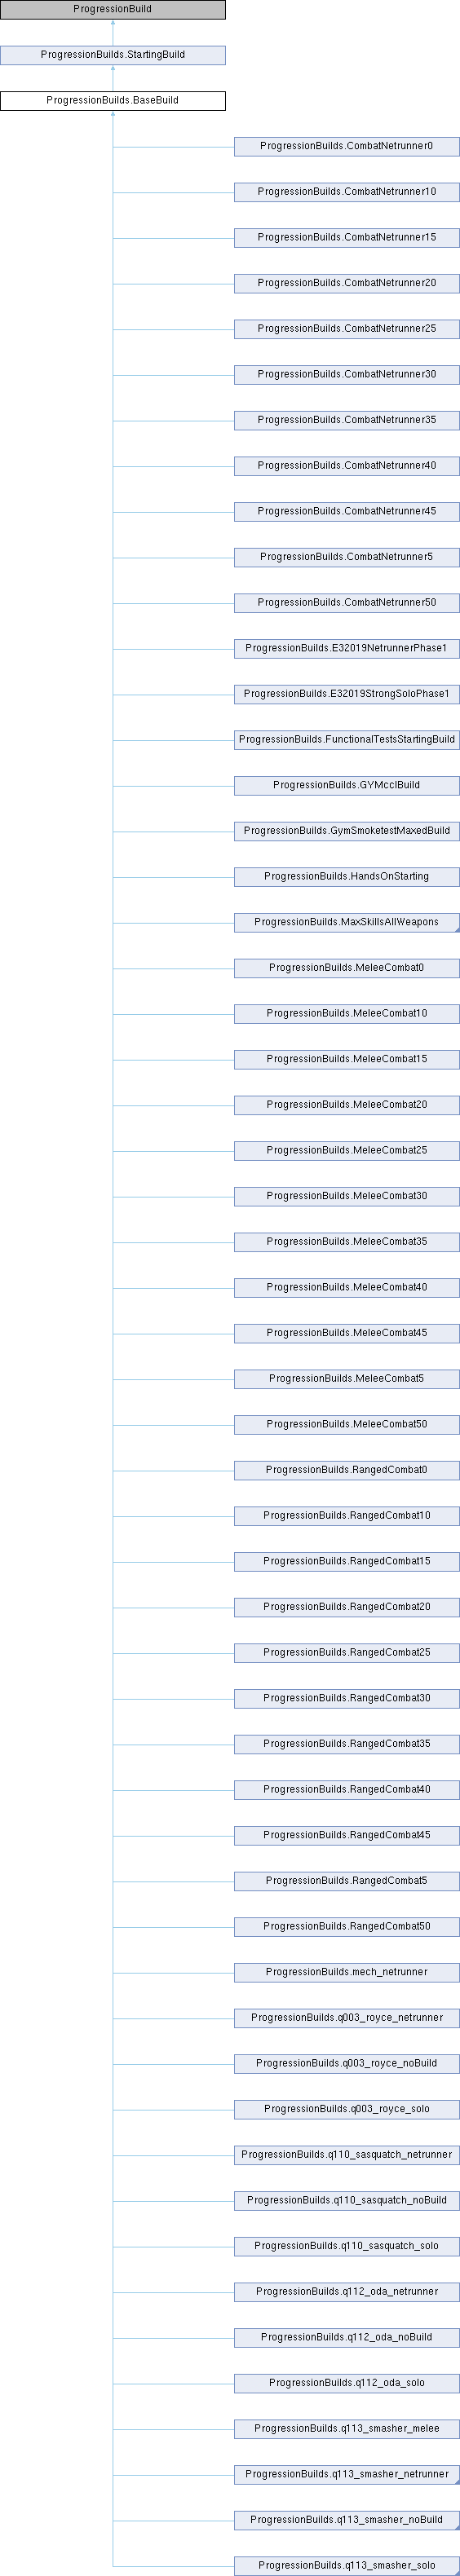 ProgressionBuild
ProgressionBuilds.StartingBuild
ProgressionBuilds.BaseBuild
ProgressionBuilds.CombatNetrunner0
ProgressionBuilds.CombatNetrunner10
ProgressionBuilds.CombatNetrunner15
ProgressionBuilds.CombatNetrunner20
ProgressionBuilds.CombatNetrunner25
ProgressionBuilds.CombatNetrunner30
ProgressionBuilds.CombatNetrunner35
ProgressionBuilds.CombatNetrunner40
ProgressionBuilds.CombatNetrunner45
ProgressionBuilds.CombatNetrunner5
ProgressionBuilds.CombatNetrunner50
ProgressionBuilds.E32019NetrunnerPhase1
ProgressionBuilds.E32019StrongSoloPhase1
ProgressionBuilds.FunctionalTestsStartingBuild
ProgressionBuilds.GYMcclBuild
ProgressionBuilds.GymSmoketestMaxedBuild
ProgressionBuilds.HandsOnStarting
ProgressionBuilds.MaxSkillsAllWeapons
ProgressionBuilds.MeleeCombat0
ProgressionBuilds.MeleeCombat10
ProgressionBuilds.MeleeCombat15
ProgressionBuilds.MeleeCombat20
ProgressionBuilds.MeleeCombat25
ProgressionBuilds.MeleeCombat30
ProgressionBuilds.MeleeCombat35
ProgressionBuilds.MeleeCombat40
ProgressionBuilds.MeleeCombat45
ProgressionBuilds.MeleeCombat5
ProgressionBuilds.MeleeCombat50
ProgressionBuilds.RangedCombat0
ProgressionBuilds.RangedCombat10
ProgressionBuilds.RangedCombat15
ProgressionBuilds.RangedCombat20
ProgressionBuilds.RangedCombat25
ProgressionBuilds.RangedCombat30
ProgressionBuilds.RangedCombat35
ProgressionBuilds.RangedCombat40
ProgressionBuilds.RangedCombat45
ProgressionBuilds.RangedCombat5
ProgressionBuilds.RangedCombat50
ProgressionBuilds.mech_netrunner
ProgressionBuilds.q003_royce_netrunner
ProgressionBuilds.q003_royce_noBuild
ProgressionBuilds.q003_royce_solo
ProgressionBuilds.q110_sasquatch_netrunner
ProgressionBuilds.q110_sasquatch_noBuild
ProgressionBuilds.q110_sasquatch_solo
ProgressionBuilds.q112_oda_netrunner
ProgressionBuilds.q112_oda_noBuild
ProgressionBuilds.q112_oda_solo
ProgressionBuilds.q113_smasher_melee
ProgressionBuilds.q113_smasher_netrunner
ProgressionBuilds.q113_smasher_noBuild
ProgressionBuilds.q113_smasher_solo